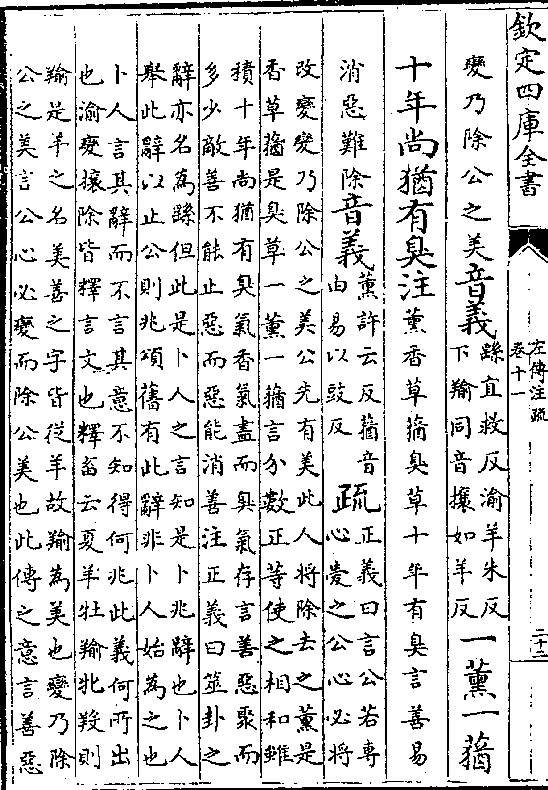 欽定四庫全書
左傳注疏
卷十一
二十二
變乃除公之美音義
繇直救反渝羊朱反
下羭同音攘如羊反
一薰一蕕
十年尚猶有臭注薰香草蕕臭草十年有臭言善易
消惡難除音義
薰許云反蕕音
由易以豉反
疏
正義曰言公若專
心愛之公心必將
改變變乃除公之美公先有美此人將除去之薰是
香草蕕是臭草一薰一蕕言分數正等使之相和雖
積十年尚猶有臭氣香氣盡而臭氣存言善惡聚而
多少敵善不能止惡而惡能消善注正義曰筮卦之
辭亦名為繇但此是卜人之言知是卜兆辭也卜人
舉此辭以止公則兆頌舊有此辭非卜人始為之也
卜人言其辭而不言其意不知得何兆此義何所出
也渝變攘除皆釋言文也釋畜云夏羊牡羭牝羖則
羭是羊之名美善之字皆從羊故羭為美也變乃除
公之美言公心必變而除公美也此傳之意言善惡